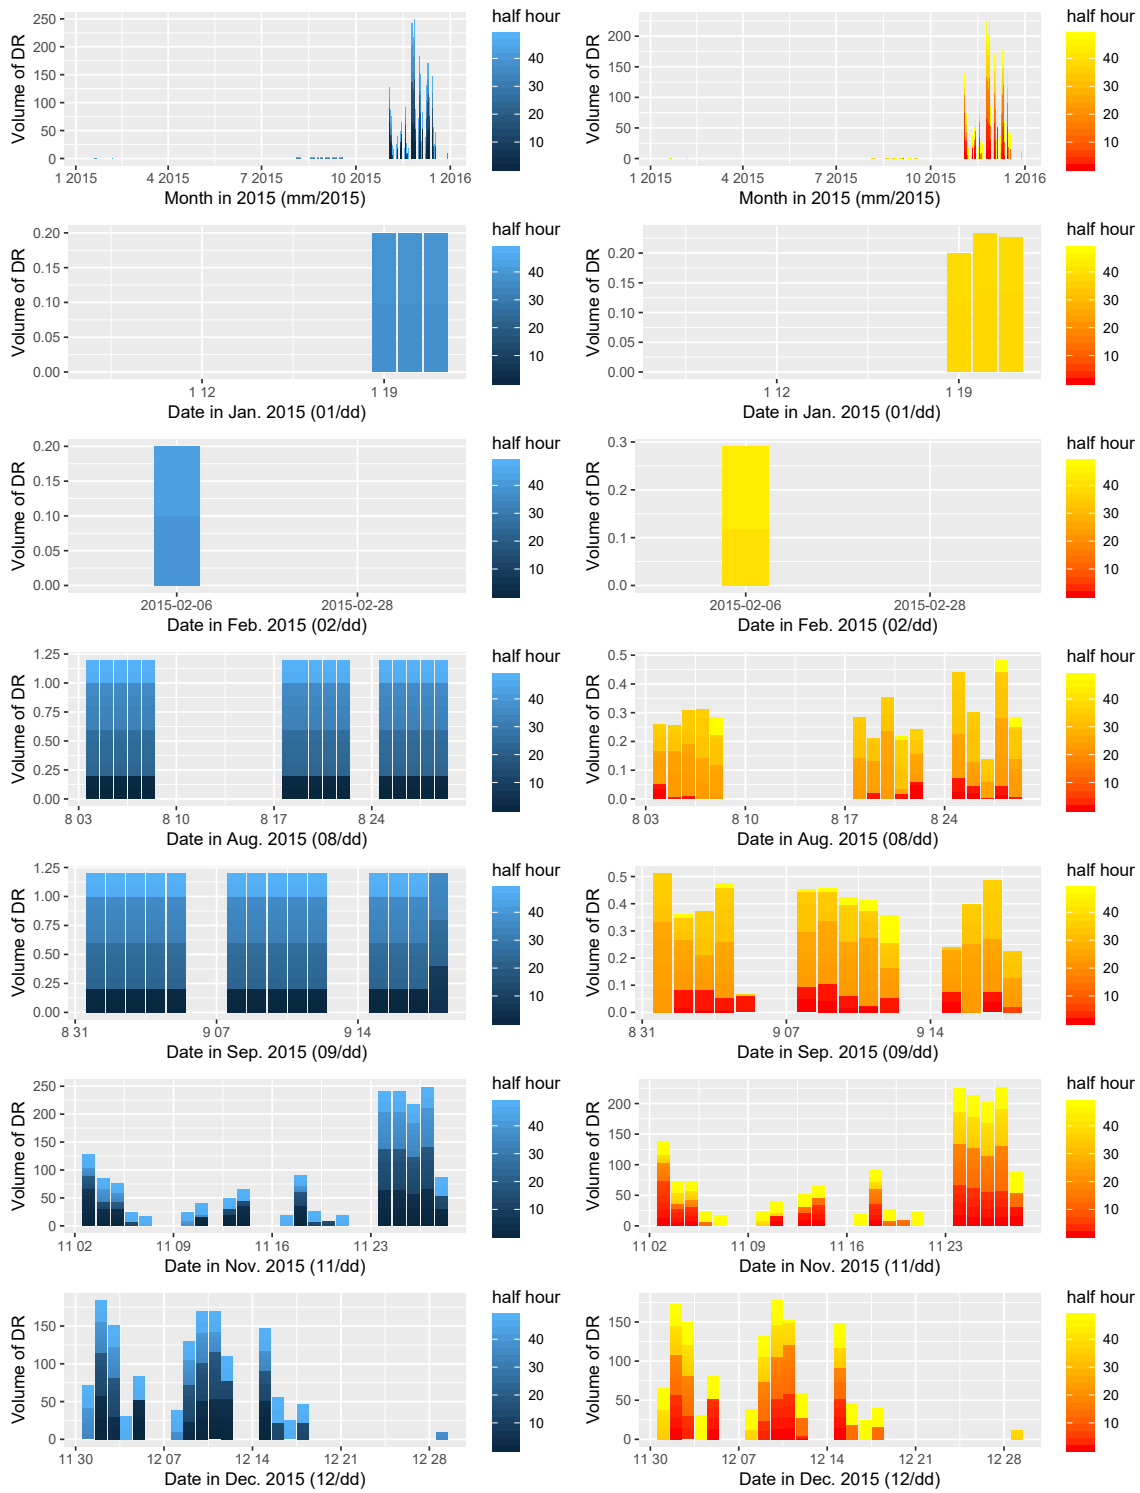 half hour
250
200
150
100
50
0
Volume of DR
40
30
20
10
1 2015 4 2015 7 2015 10 2015 1 2016
Month in 2015 (mm/2015)
half hour
200
150
100
50
0
Volume of DR
40
30
20
10
1 2015 4 2015 7 2015 10 2015 1 2016
Month in 2015 (mm/2015)
half hour
0.20
0.15
0.10
0.05
0.00
Volume of DR
40
30
20
10
1 12 1 19
Date in Jan. 2015 (01/dd)
half hour
0.20
0.15
0.10
0.05
0.00
Volume of DR
40
30
20
10
1 12 1 19
Date in Jan. 2015 (01/dd)
half hour
0.20
0.15
0.10
0.05
0.00
Volume of DR
40
30
20
10
2015-02-06 2015-02-28
Date in Feb. 2015 (02/dd)
half hour
0.3
0.2
0.1
0.0
Volume of DR
40
30
20
10
2015-02-06 2015-02-28
Date in Feb. 2015 (02/dd)
half hour
1.25
1.00
0.75
0.50
0.25
0.00
Volume of DR
40
30
20
10
8 03 8 10 8 17 8 24
Date in Aug. 2015 (08/dd)
half hour
0.5
0.4
0.3
0.2
0.1
0.0
Volume of DR
40
30
20
10
8 03 8 10 8 17 8 24
Date in Aug. 2015 (08/dd)
half hour
1.25
1.00
0.75
0.50
0.25
0.00
Volume of DR
40
30
20
10
8 31 9 07 9 14
Date in Sep. 2015 (09/dd)
half hour
0.5
0.4
0.3
0.2
0.1
0.0
Volume of DR
40
30
20
10
8 31 9 07 9 14
Date in Sep. 2015 (09/dd)
half hour
250
200
150
100
50
0
Volume of DR
40
30
20
10
11 02 11 09 11 16 11 23
Date in Nov. 2015 (11/dd)
half hour
200
150
100
50
0
Volume of DR
40
30
20
10
11 02 11 09 11 16 11 23
Date in Nov. 2015 (11/dd)
half hour
150
100
50
0
Volume of DR
40
30
20
10
11 30 12 07 12 14 12 21 12 28
Date in Dec. 2015 (12/dd)
half hour
150
100
50
0
Volume of DR
40
30
20
10
11 30 12 07 12 14 12 21 12 28
Date in Dec. 2015 (12/dd)